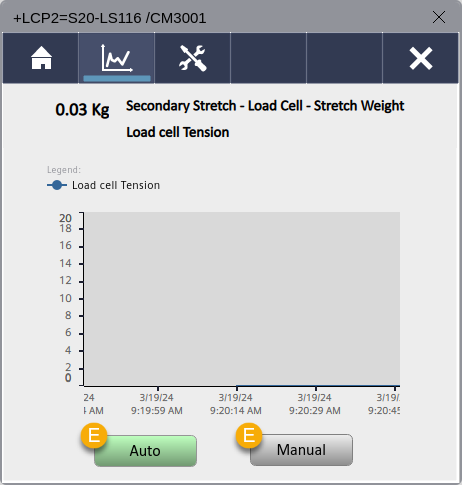 +LCP2=S20-LS116 /CM3001
0.03 Kg
Secondary Stretch - Load Cell - Stretch Weight
Load cell Tension
Legend:
Load cell Tension
20
18
16
14
12
10
8
6
4
2
0
24 3/19/24 3/19/24 3/19/24 3/19/
AM 9:19:59 AM 9:20:14 AM 9:20:29 AM 9:20:45
E Auto E Manual